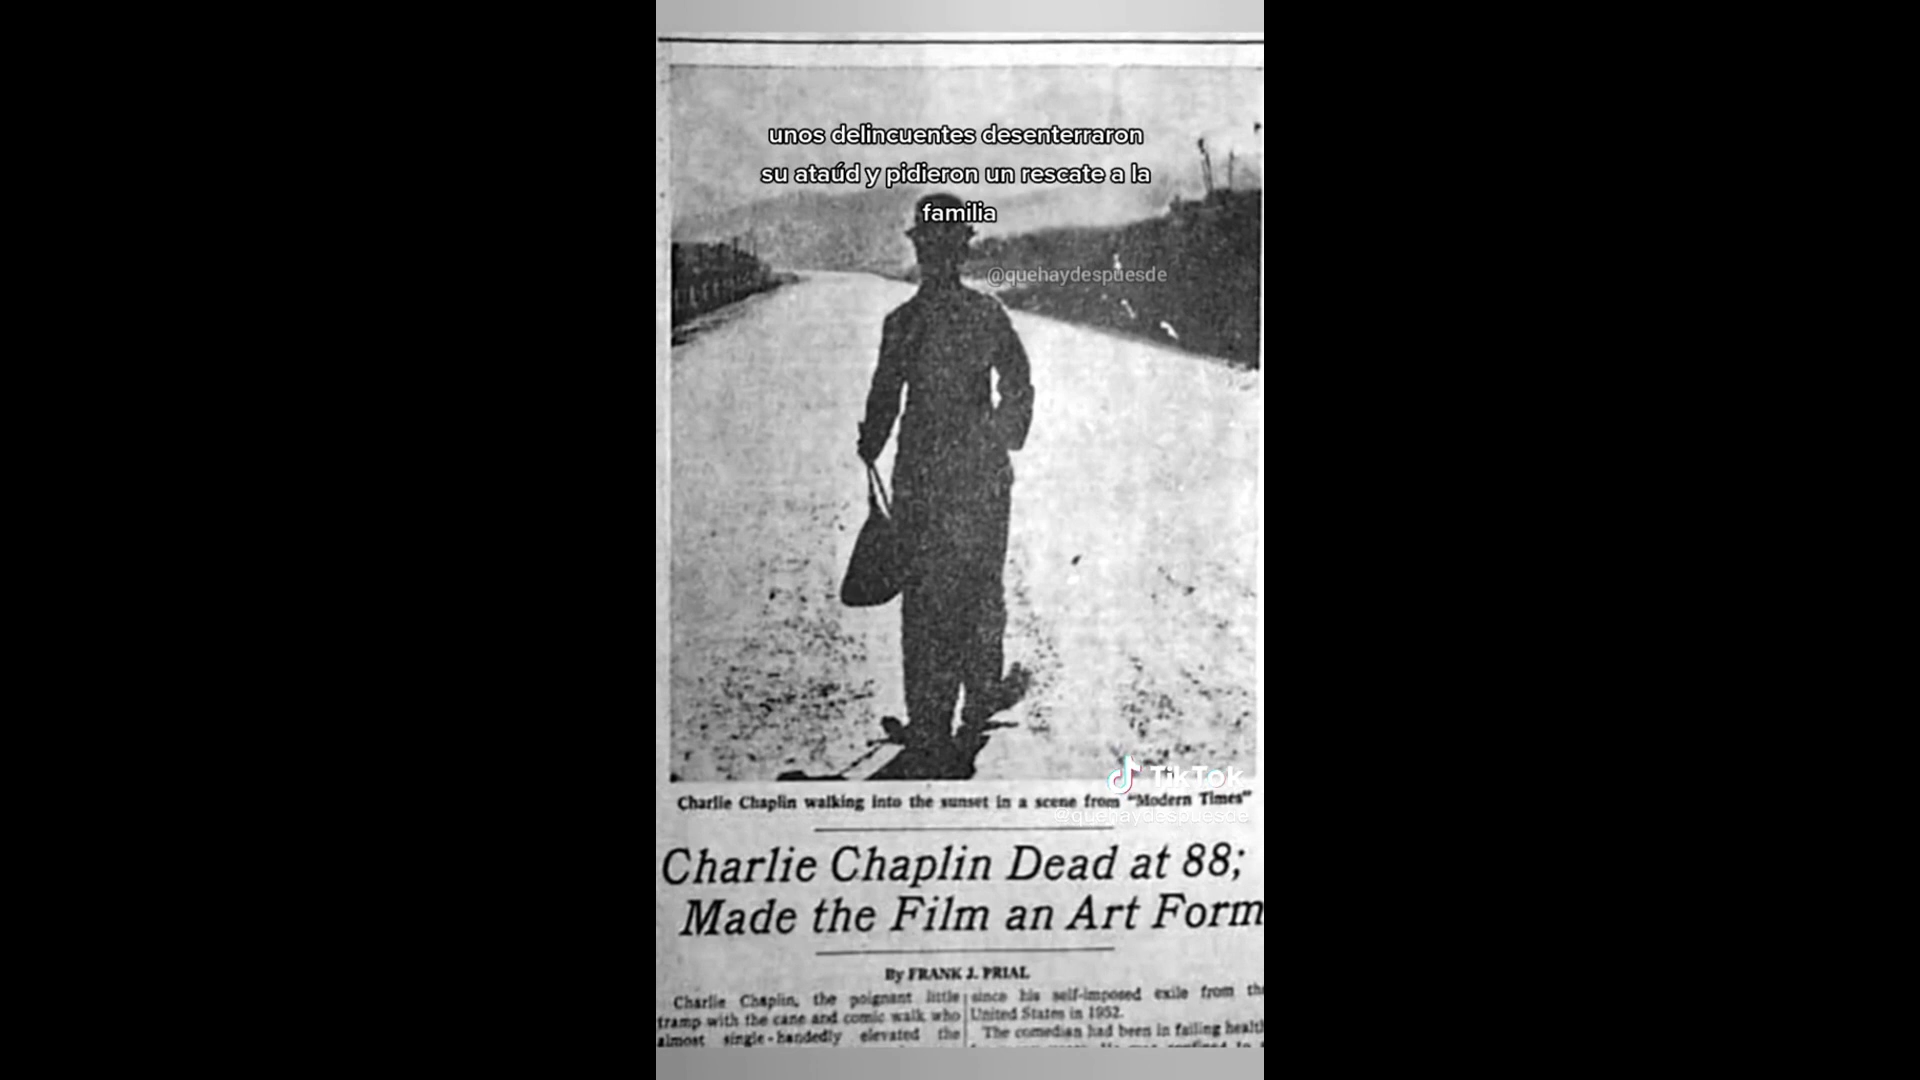 unos delincuentes desenterraron
su ataúd y pidieron un rescate a la
familia
@quehaydespuesde
TikTok
@quehaydespuesde
Charlie Chaplin walking into the sunset in a scene from "Modern Times"
Charlie Chaplin Dead at 88;
Made the Film an Art Form
By FRANK J. PRIAL
Charlie Chaplin, the poignant little
tramp with the cane and comic walk who
almost single-handedly elevated the
since his self-imposed exile from the
United States in 1952.
The comedian had been in failing health